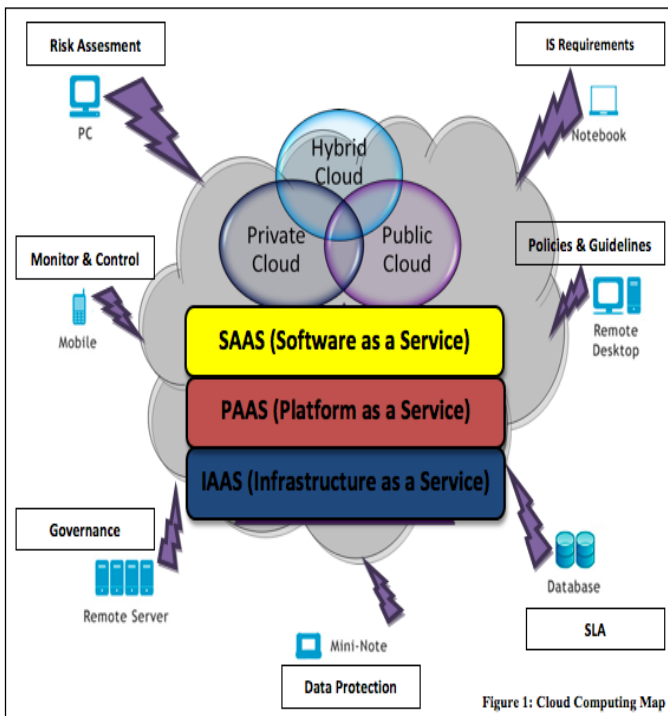 Risk Assesment
IS Requirements
PC
Notebook
Hybrid
Cloud
Private
Cloud
Public
Cloud
Monitor & Control
Policies & Guidelines
Mobile
Remote
Desktop
SAAS (Software as a Service)
PAAS (Platform as a Service)
IAAS (Infrastructure as a Service)
Governance
Remote Server
Database
SLA
Mini-Note
Data Protection
Figure 1: Cloud Computing Map